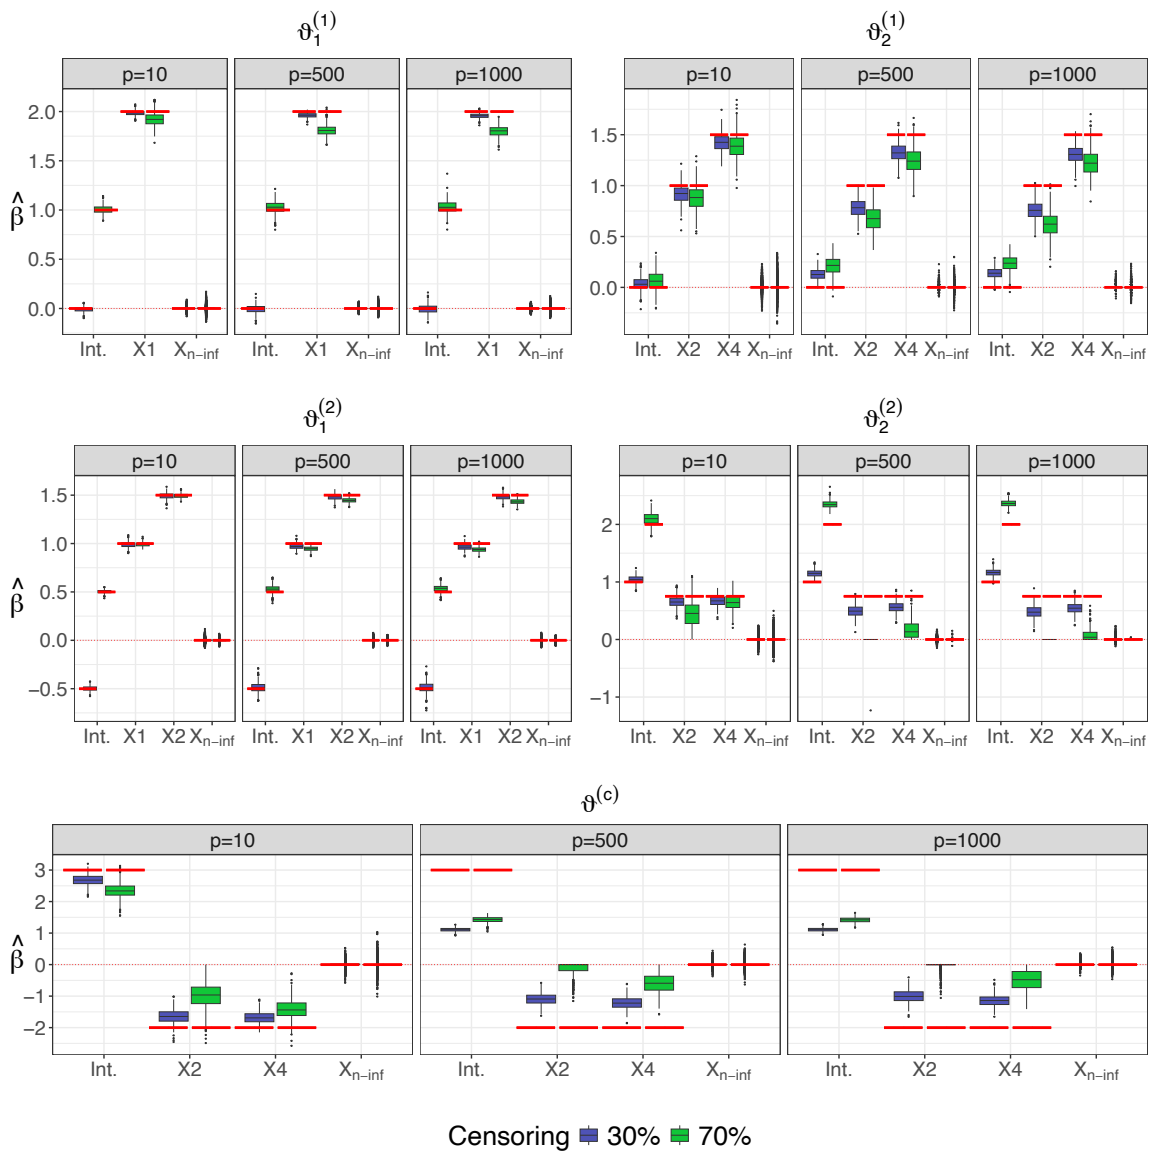 ϑ₁⁽¹⁾ ϑ₂⁽¹⁾
p=10 p=500 p=1000 p=10 p=500 p=1000
2.0
1.5
1.0
0.5
0.0
β̂
1.5
1.0
0.5
0.0
Int. X1 Xₙ₋inf Int. X1 Xₙ₋inf Int. X1 Xₙ₋inf Int. X2 X4 Xₙ₋inf Int. X2 X4 Xₙ₋inf Int. X2 X4 Xₙ₋inf
ϑ₁⁽²⁾ ϑ₂⁽²⁾
p=10 p=500 p=1000 p=10 p=500 p=1000
1.5
1.0
0.5
0.0
−0.5
β̂
2
1
0
−1
Int. X1 X2 Xₙ₋inf Int. X1 X2 Xₙ₋inf Int. X1 X2 Xₙ₋inf Int. X2 X4 Xₙ₋inf Int. X2 X4 Xₙ₋inf Int. X2 X4 Xₙ₋inf
ϑ⁽ᶜ⁾
p=10 p=500 p=1000
3
2
1
0
−1
−2
β̂
Int. X2 X4 Xₙ₋inf Int. X2 X4 Xₙ₋inf Int. X2 X4 Xₙ₋inf
Censoring 30% 70%